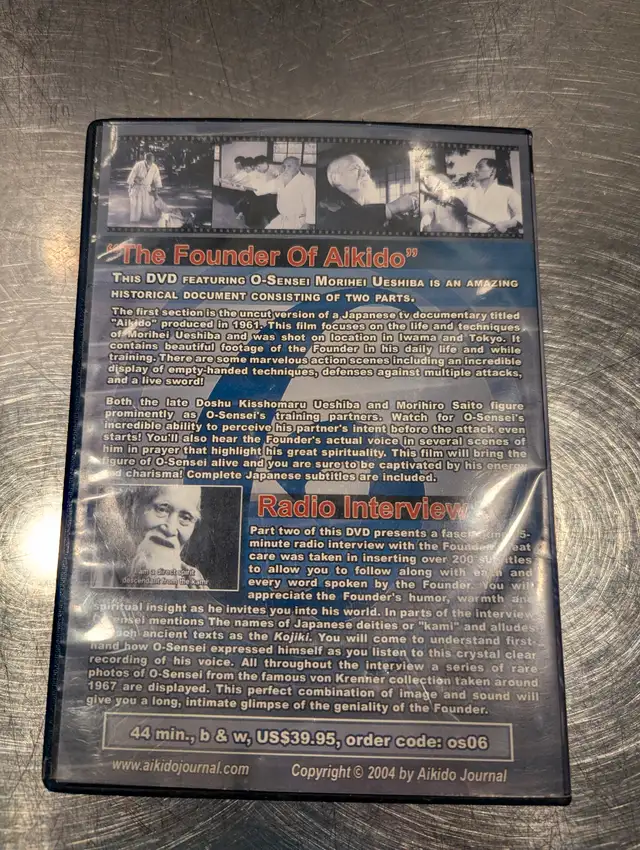 “The Founder Of Aikido”
This DVD featuring O-Sensei Morihei Ueshiba is an amazing
historical document consisting of two parts.
The first section is the uncut version of a Japanese tv documentary titled
"Aikido" produced in 1961. This film focuses on the life and techniques
of Morihei Ueshiba and was shot on location in Iwama and Tokyo. It
contains beautiful footage of the Founder in his daily life and while
training. There are some marvelous action scenes including an incredible
display of empty-handed techniques, defenses against multiple attacks,
and a live sword!
Both the late Doshu Kisshomaru Ueshiba and Morihiro Saito figure
prominently as O-Sensei's training partners. Watch for O-Sensei's
incredible ability to perceive his partner's intent before the attack even
starts! You'll also hear the Founder's actual voice in several scenes of
him in prayer that highlight his great spirituality. This film will bring the
figure of O-Sensei alive and you are sure to be captivated by his energy
and charisma! Complete Japanese subtitles are included.
Radio Interview
Part two of this DVD presents a
minute radio interview with the
care was taken in inserting over 200
to allow you to follow along with each and
every word spoken by the Founder. You will
appreciate the Founder's humor, warmth and
a direct spirit
descendant from the kami
spiritual insight as he invites you into his world. In parts of the interview
mentions The names of Japanese deities or "kami" and alludes
ancient texts as the Kojiki. You will come to understand first-
hand how O-Sensei expressed himself as you listen to this crystal clear
recording of his voice. All throughout the interview a series of rare
photos of O-Sensei from the famous von Krenner collection taken around
1967 are displayed. This perfect combination of image and sound will
give you a long, intimate glimpse of the geniality of the Founder.
44 min., b & w, US$39.95, order code: os06
www.aikidojournal.com
Copyright © 2004 by Aikido Journal